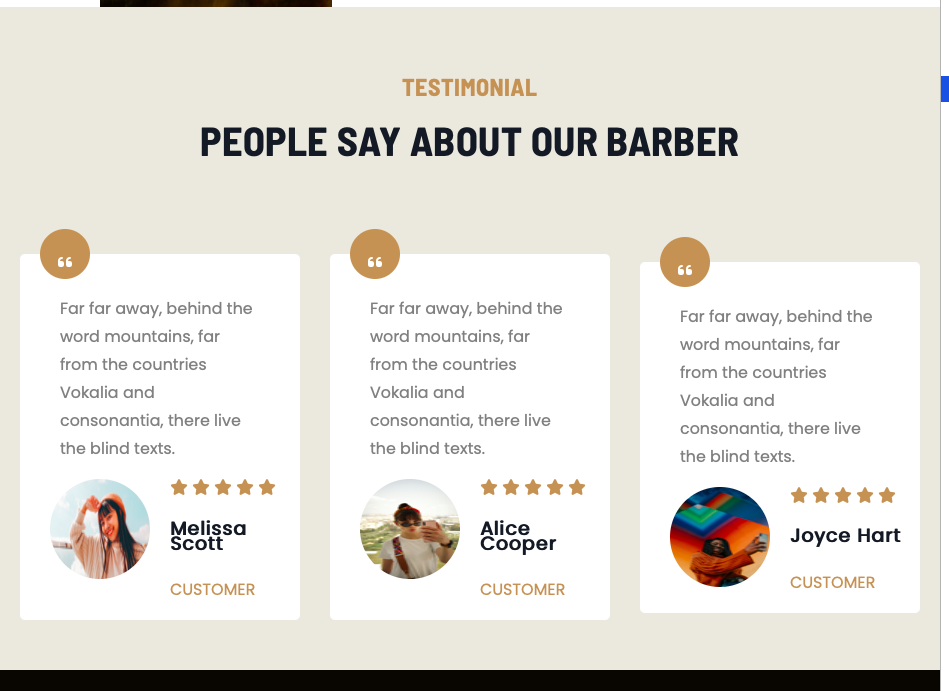 TESTIMONIAL
PEOPLE SAY ABOUT OUR BARBER
Far far away, behind the
word mountains, far
from the countries
Vokalia and
consonantia, there live
the blind texts.
Melissa
Scott
CUSTOMER
Far far away, behind the
word mountains, far
from the countries
Vokalia and
consonantia, there live
the blind texts.
Alice
Cooper
CUSTOMER
Far far away, behind the
word mountains, far
from the countries
Vokalia and
consonantia, there live
the blind texts.
Joyce Hart
CUSTOMER